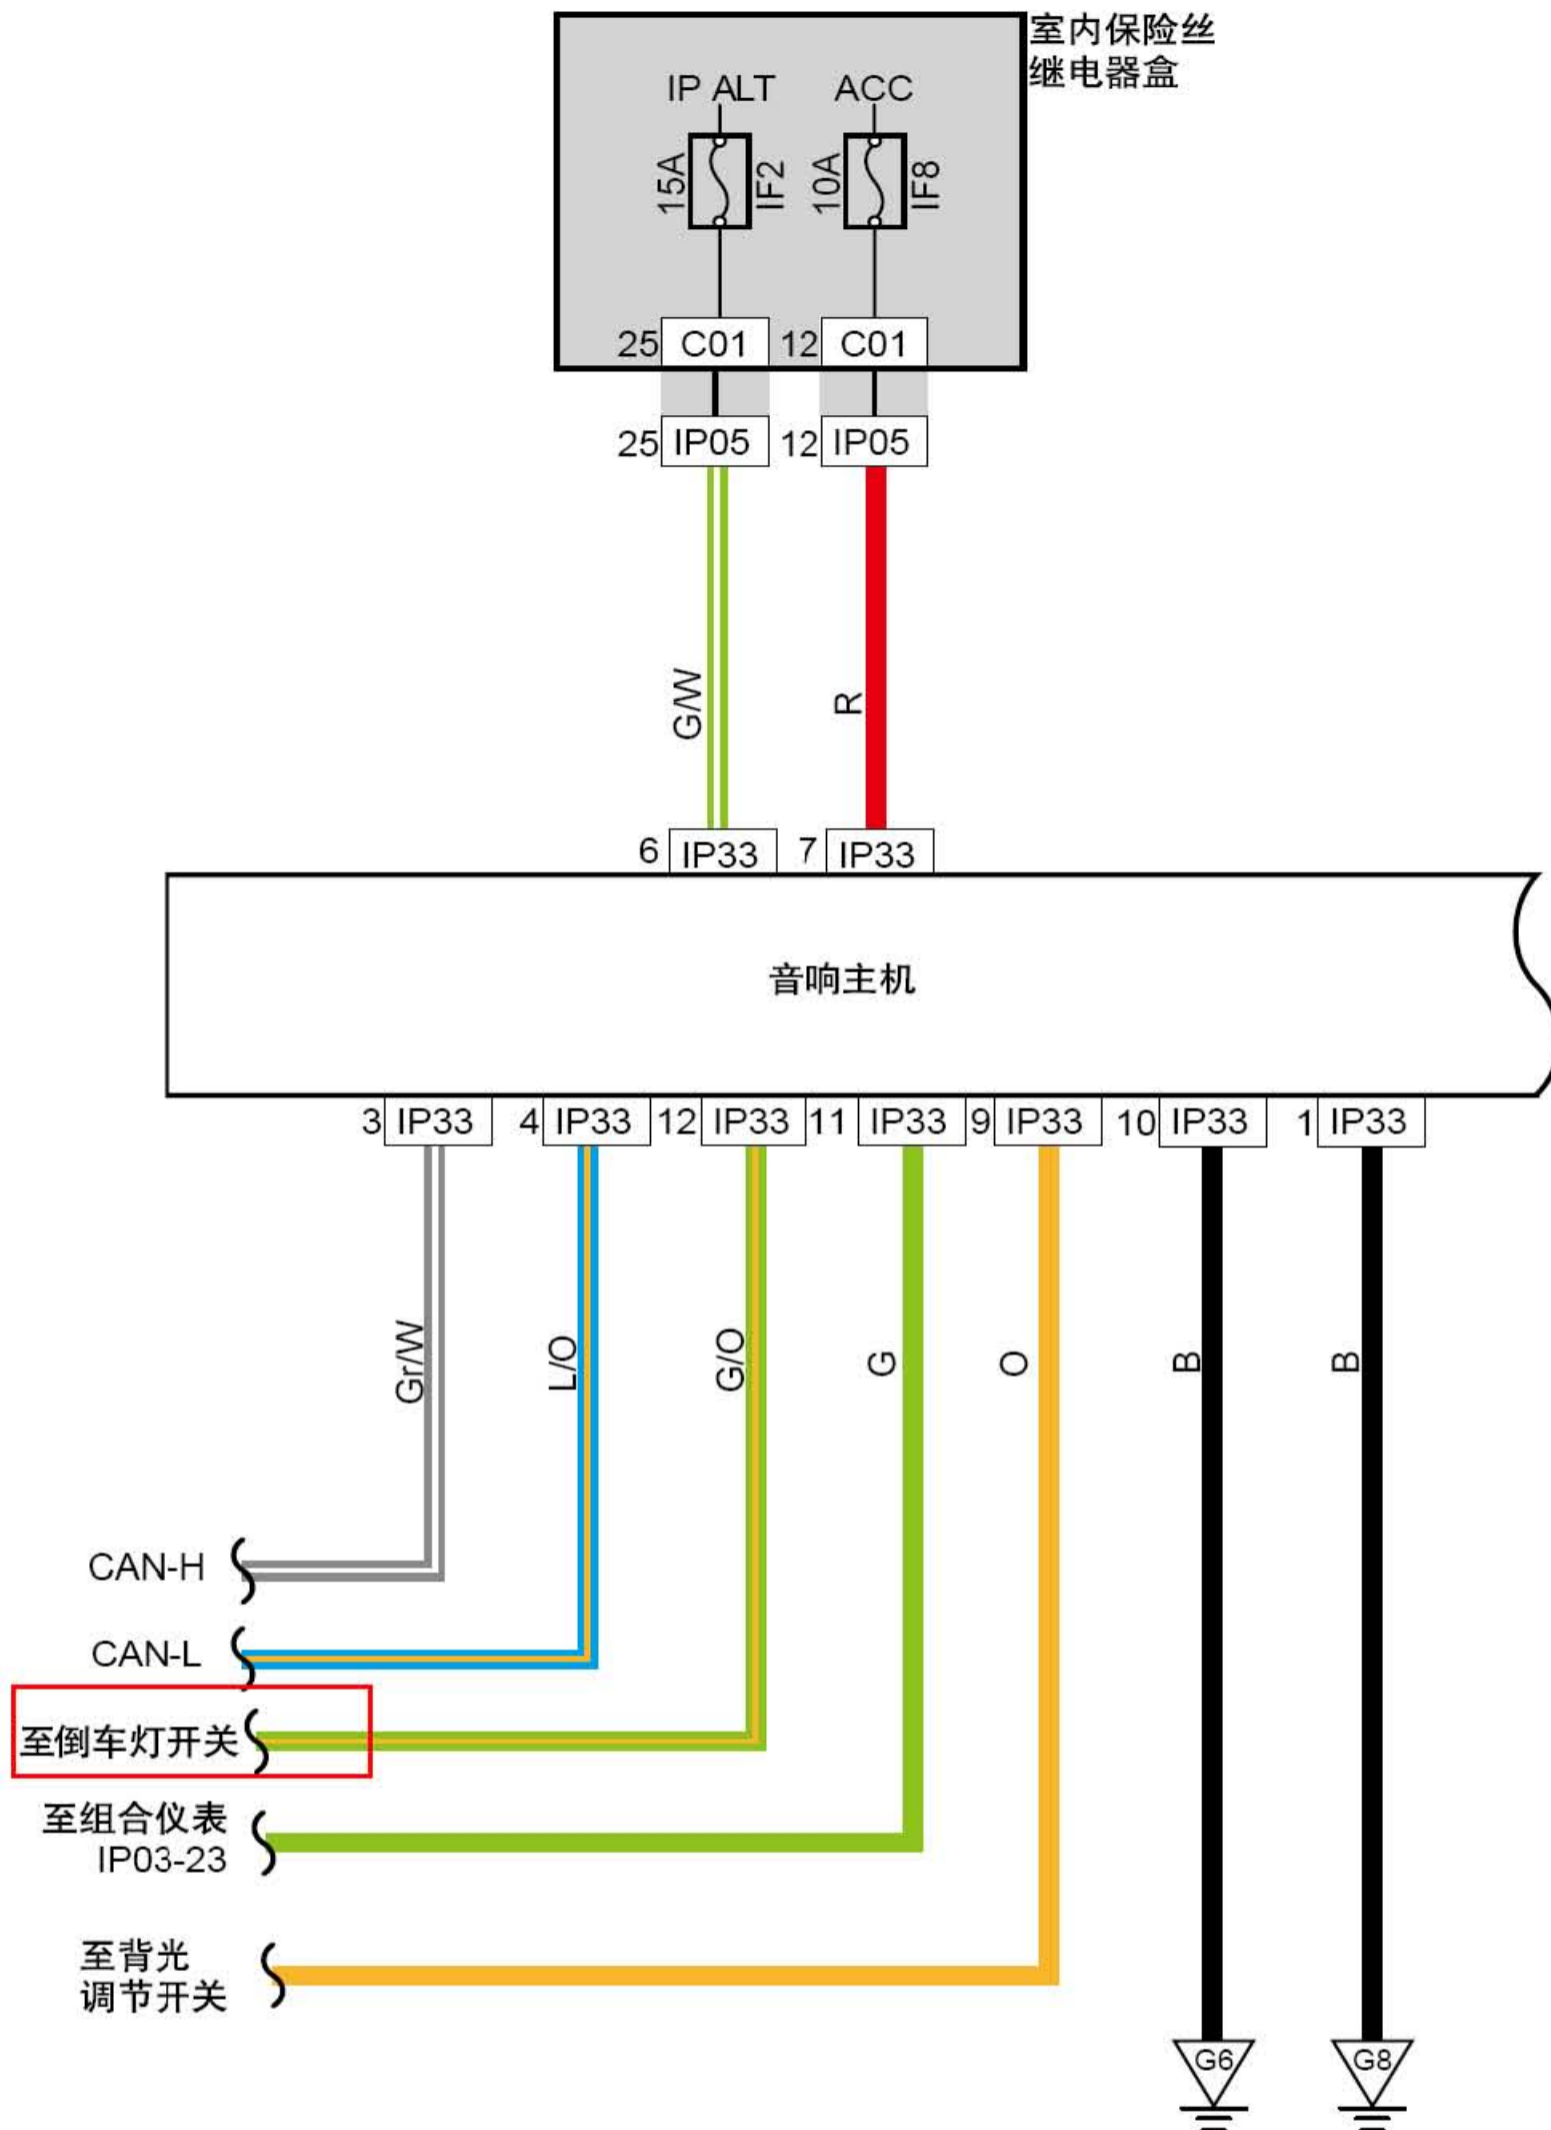 室内保险丝
继电器盒
IP ALT
ACC
15A
IF2
10A
IF8
25 C01
12 C01
25 IP05
12 IP05
G/W
R
6 IP33
7 IP33
音响主机
3 IP33
4 IP33
12 IP33
11 IP33
9 IP33
10 IP33
1 IP33
Gr/W
L/O
G/O
G
O
B
B
CAN-H
CAN-L
至倒车灯开关
至组合仪表
IP03-23
至背光
调节开关
G6
G8